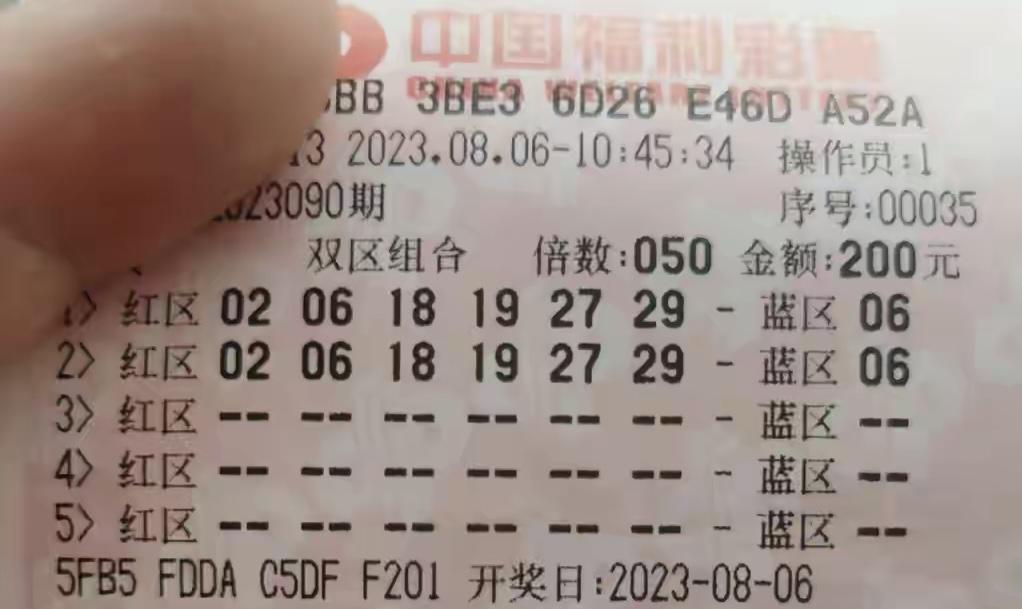 中国福利彩票
CHINA WELFARE LOTTERY
BB 3BE3 6D26 E46D A52A
13 2023.08.06-10:45:34 操作员:1
23090期 序号:00035
双区组合 倍数:050 金额:200元
1> 红区 02 06 18 19 27 29 - 蓝区 06
2> 红区 02 06 18 19 27 29 - 蓝区 06
3> 红区 -- -- -- -- -- -- - 蓝区 --
4> 红区 -- -- -- -- -- -- - 蓝区 --
5> 红区 -- -- -- -- -- -- - 蓝区 --
5FB5 FDDA C5DF F201 开奖日:2023-08-06